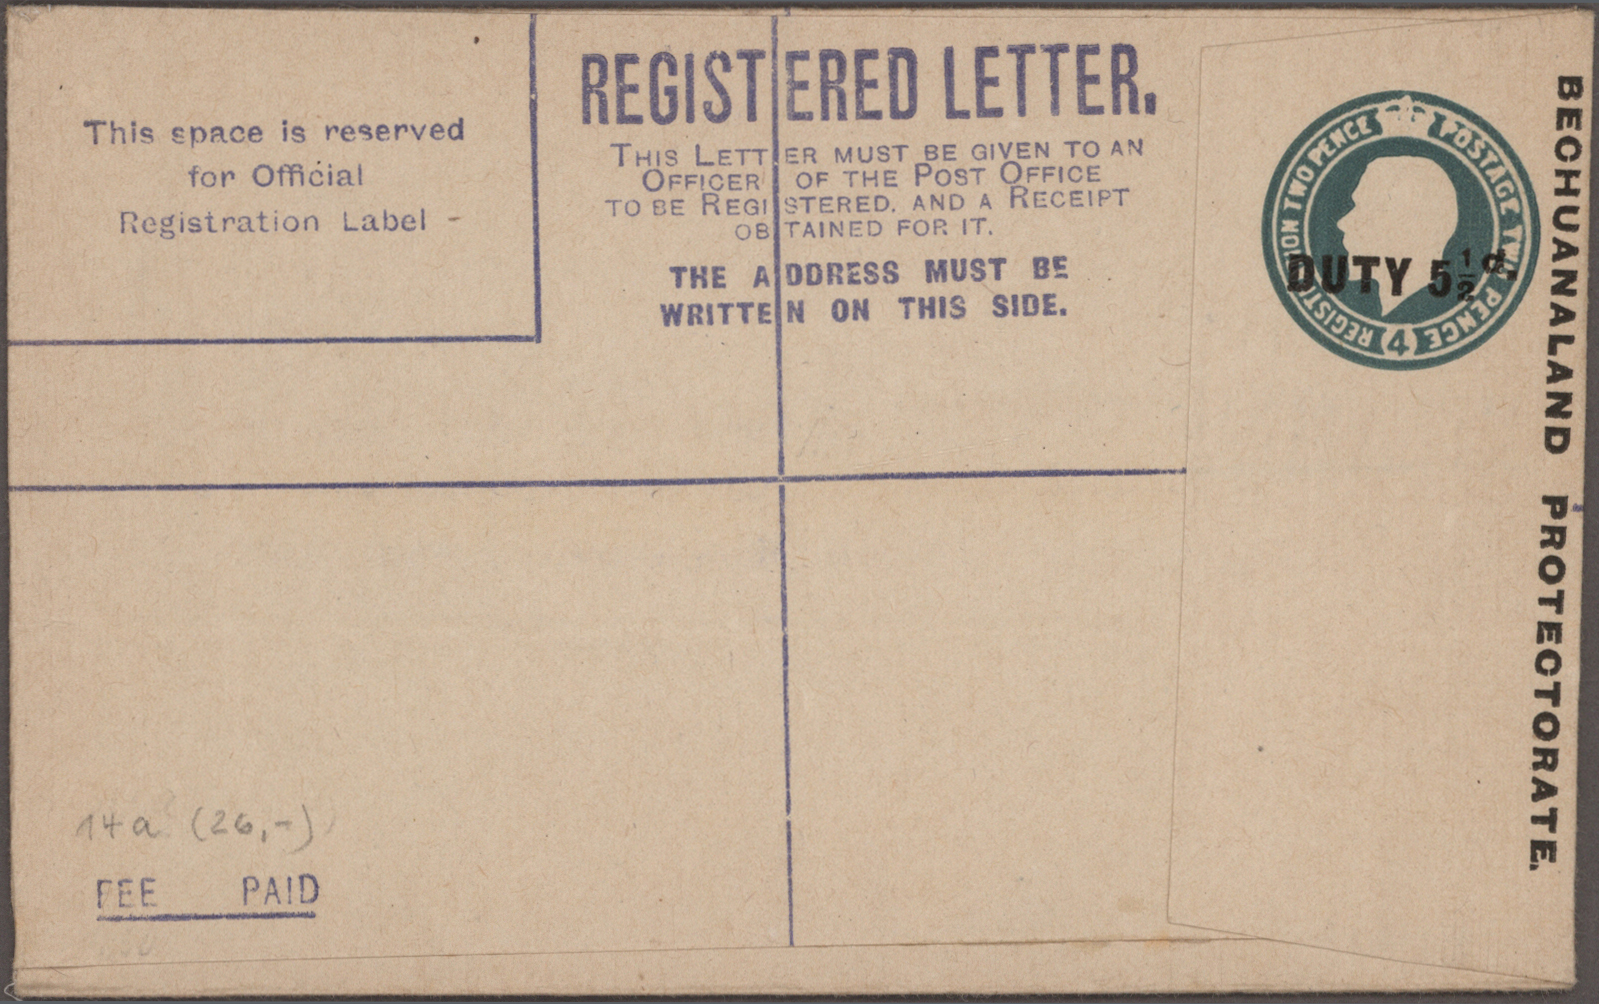 This space is reserved
for Official
Registration Label -
REGISTERED LETTER.
THIS LETTER MUST BE GIVEN TO AN
OFFICER OF THE POST OFFICE
TO BE REGISTERED, AND A RECEIPT
OBTAINED FOR IT.
THE ADDRESS MUST BE
WRITTEN ON THIS SIDE.
REGISTRATION TWO PENCE POSTAGE TWO PENCE
4
DUTY 5½d.
BECHUANALAND PROTECTORATE.
14a (26,-)
FEE PAID